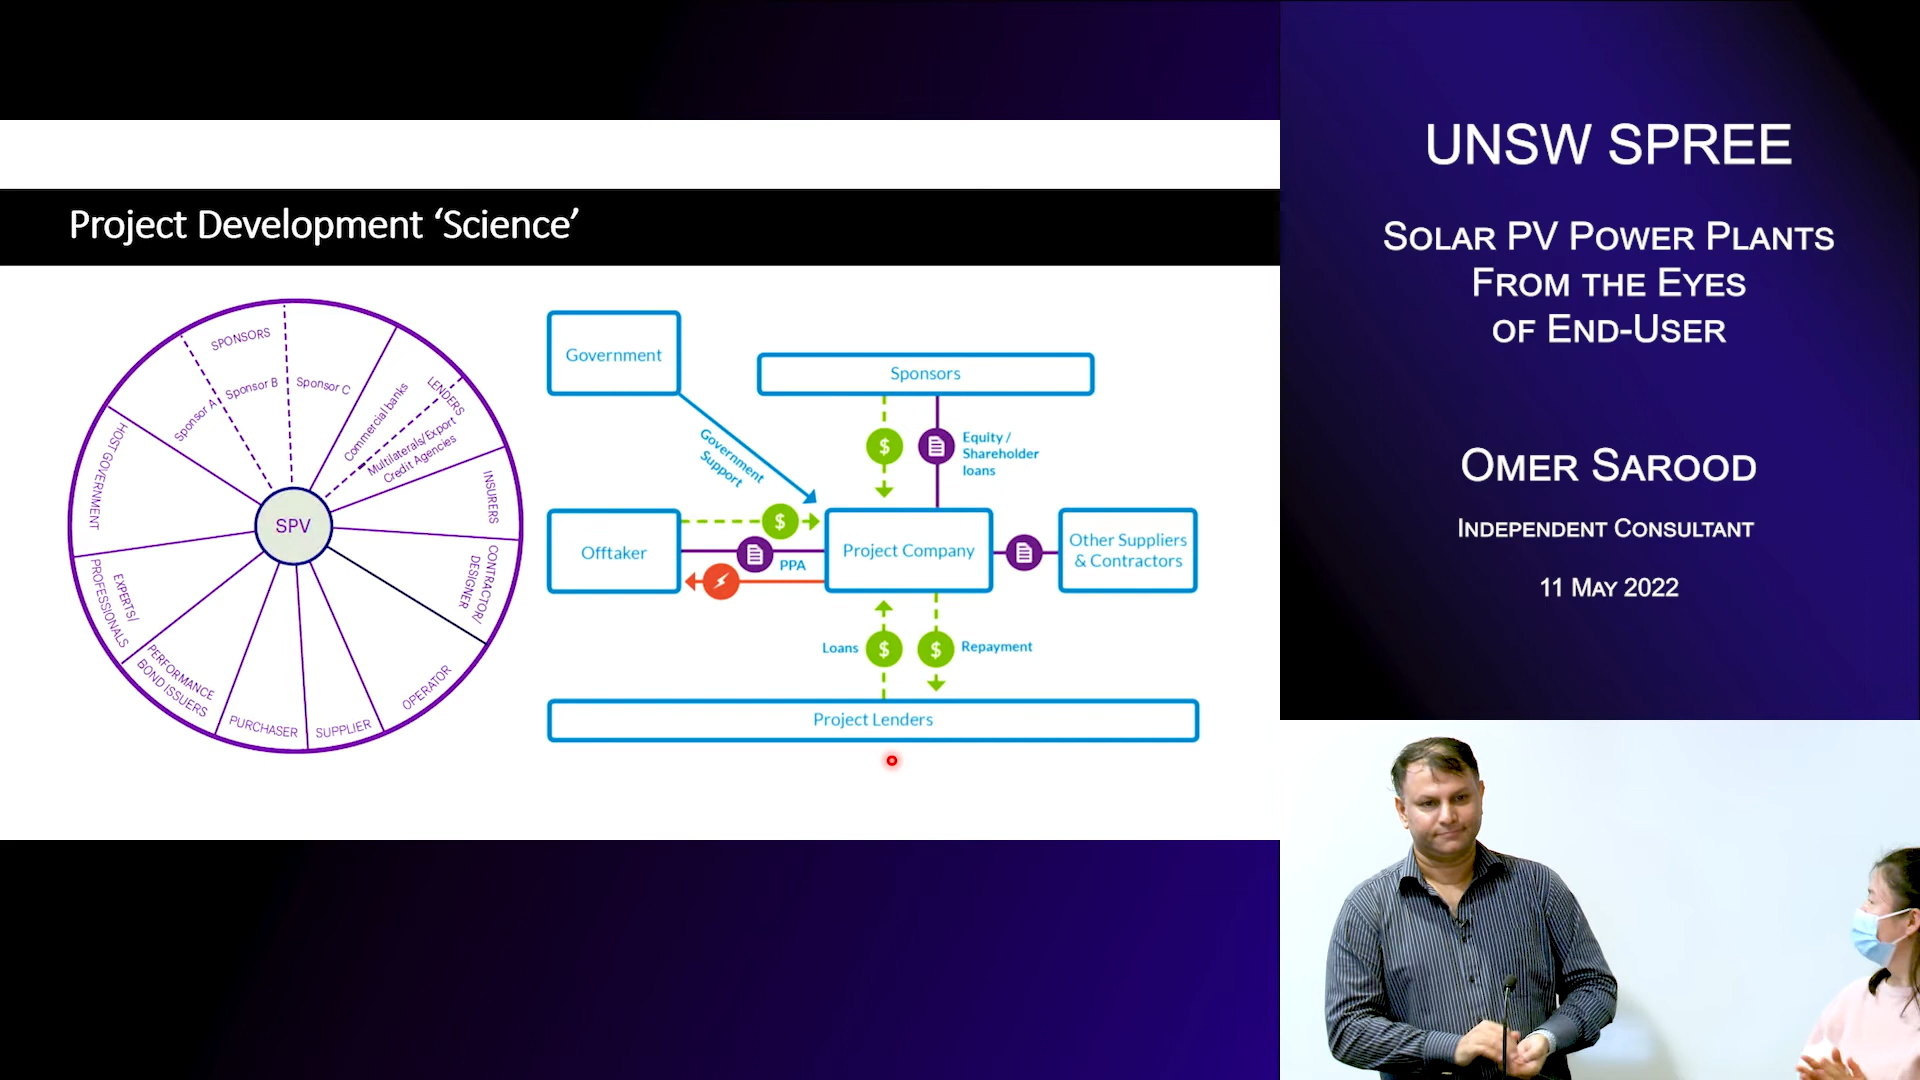 Project Development ‘Science’
SPONSORS
Sponsor A
Sponsor B
Sponsor C
Commercial banks
LENDERS
Multilaterals/Export
Credit Agencies
INSURERS
CONTRACTOR/
DESIGNER
OPERATOR
SUPPLIER
PURCHASER
PERFORMANCE
BOND ISSUERS
EXPERTS/
PROFESSIONALS
HOST GOVERNMENT
SPV
Government
Sponsors
Government
Support
$
Equity /
Shareholder
loans
Offtaker
$
PPA
Project Company
Other Suppliers
& Contractors
Loans
$
$
Repayment
Project Lenders
UNSW SPREE
SOLAR PV POWER PLANTS
FROM THE EYES
OF END-USER
OMER SAROOD
INDEPENDENT CONSULTANT
11 MAY 2022